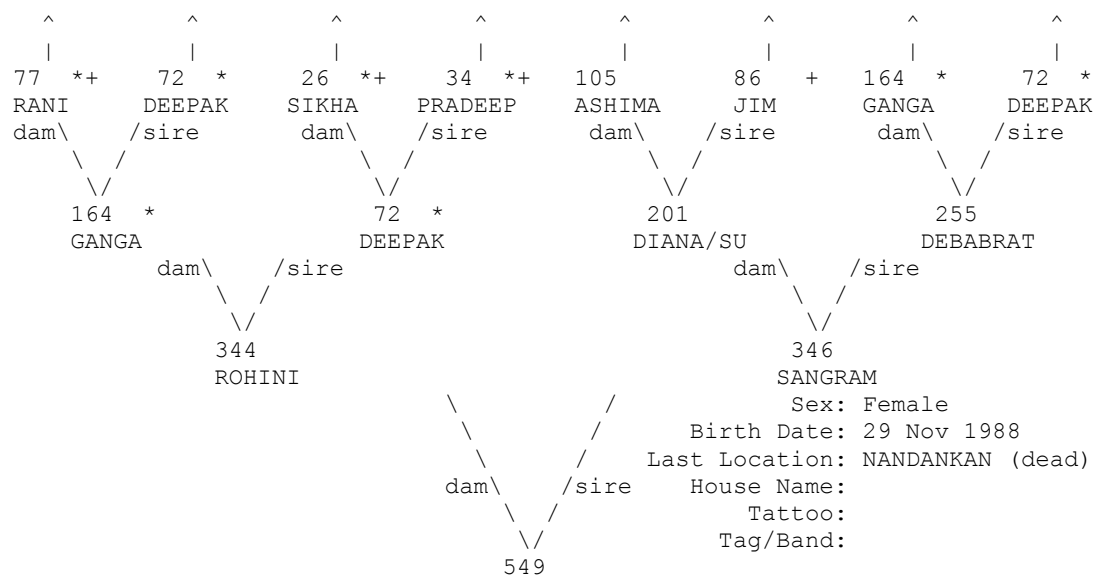 ^ ^ ^ ^ ^ ^ ^ ^
| | | | | | | |
77 *+ 72 * 26 *+ 34 *+ 105 86 + 164 * 72 *
RANI DEEPAK SIKHA PRADEEP ASHIMA JIM GANGA DEEPAK
dam\ /sire dam\ /sire dam\ /sire dam\ /sire
\ / \ / \ / \ /
\/ \/ \/ \/
164 * 72 * 201 255
GANGA DEEPAK DIANA/SU DEBABRAT
dam\ /sire dam\ /sire
\ / \ /
\/ \/
344 346
ROHINI SANGRAM
\ / Sex: Female
\ / Birth Date: 29 Nov 1988
\ / Last Location: NANDANKAN (dead)
dam\ /sire House Name:
\ / Tattoo:
\/ Tag/Band:
549